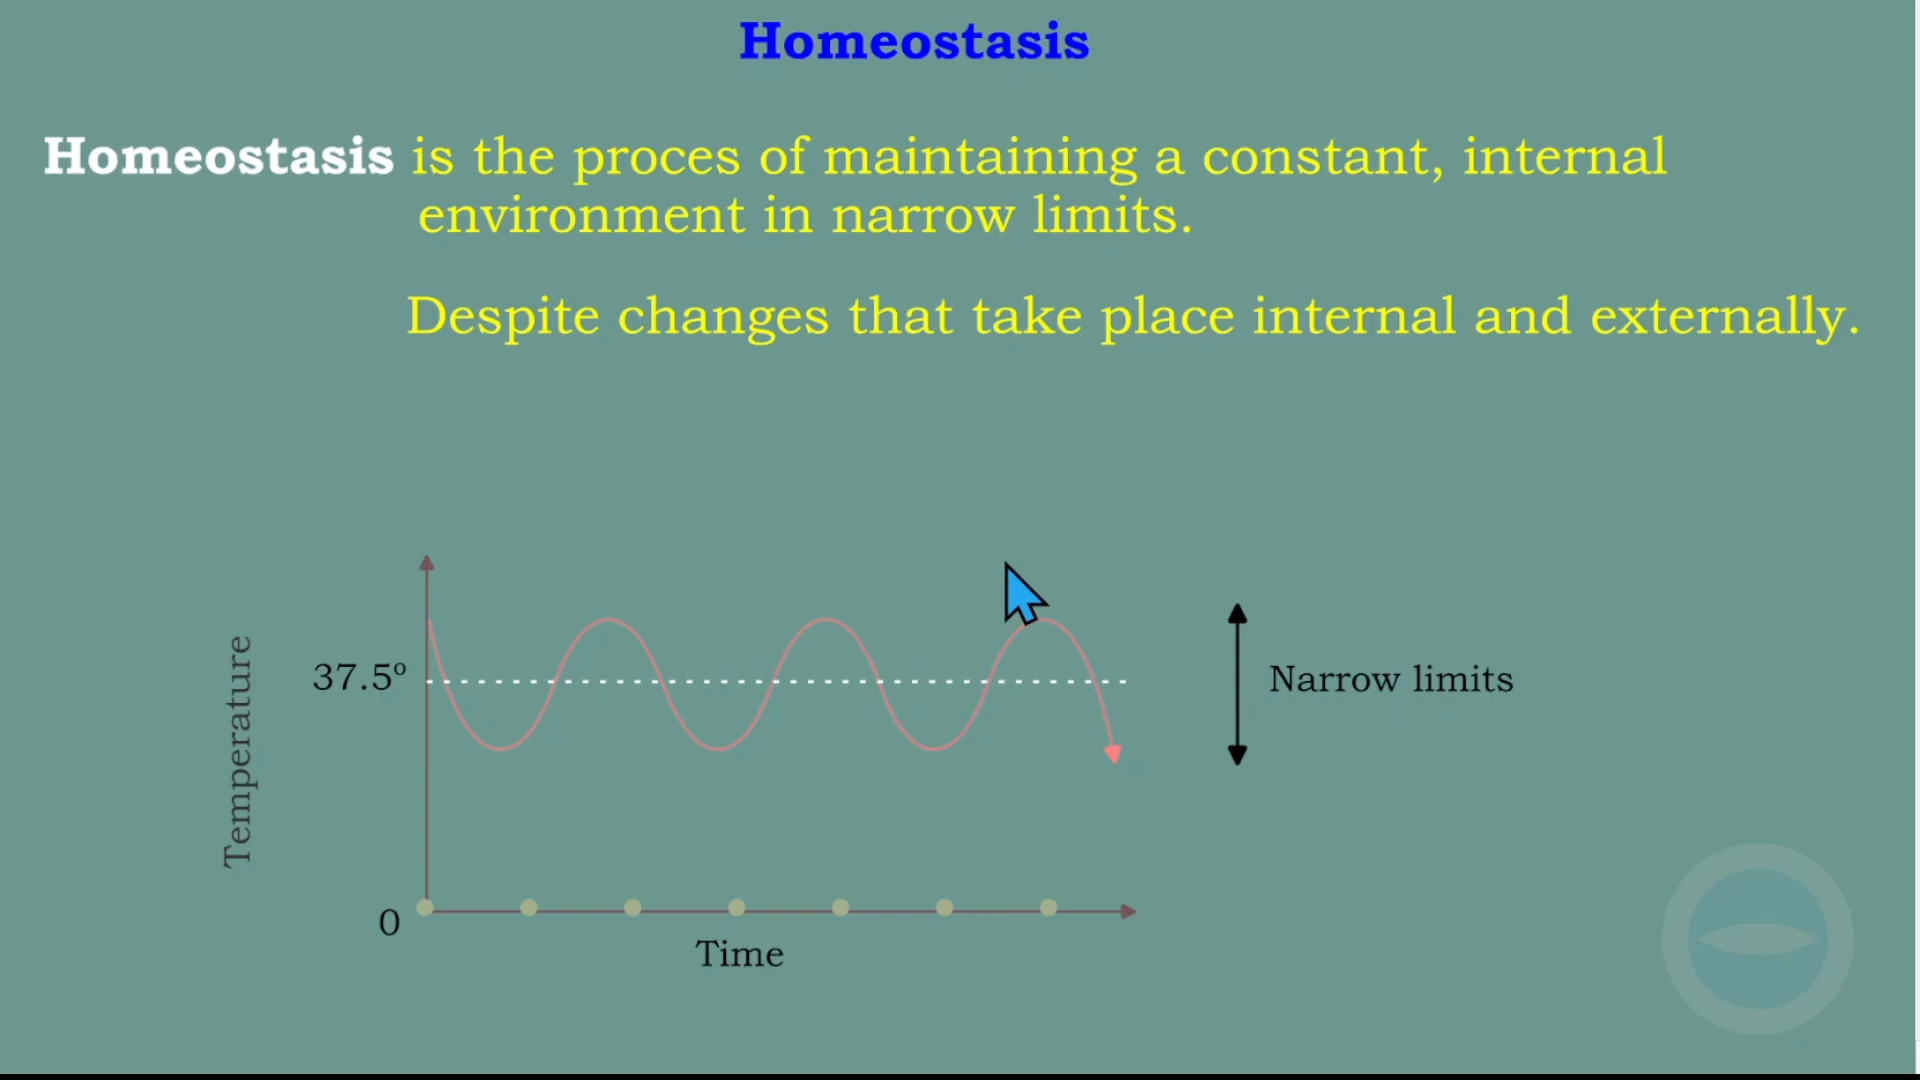 Homeostasis
Homeostasis is the proces of maintaining a constant, internal
environment in narrow limits.
Despite changes that take place internal and externally.
Temperature
37.5º
Narrow limits
0
Time